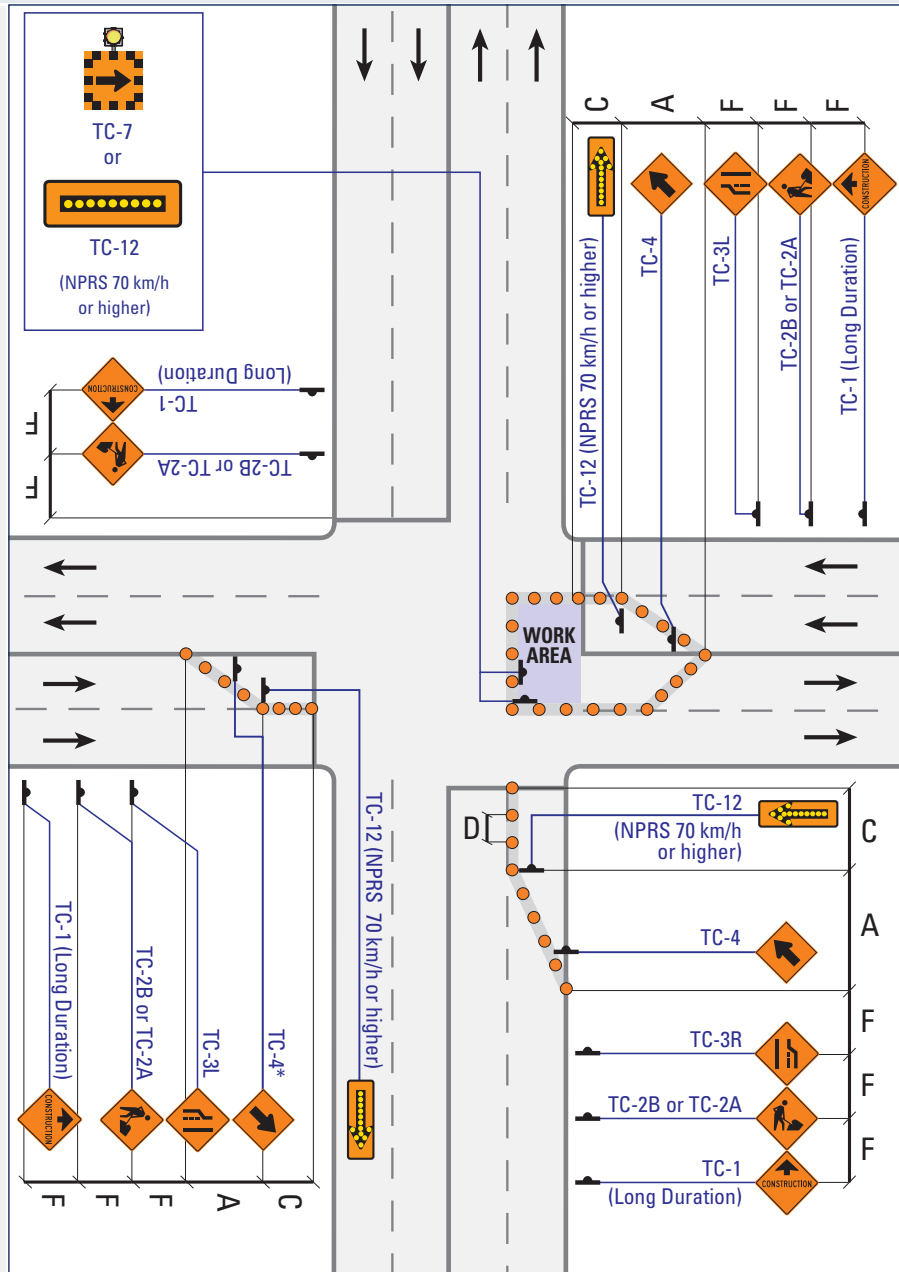 TC-7
or
TC-12
(NPRS 70 km/h
or higher)
C
A
F
F
F
CONSTRUCTION
TC-12 (NPRS 70 km/h or higher)
TC-4
TC-3L
TC-2B or TC-2A
TC-1 (Long Duration)
F
F
CONSTRUCTION
TC-1
(Long Duration)
TC-2B or TC-2A
WORK
AREA
TC-1 (Long Duration)
TC-2B or TC-2A
TC-3L
TC-4*
TC-12 (NPRS 70 km/h or higher)
CONSTRUCTION
F
F
F
A
C
D
TC-12
(NPRS 70 km/h
or higher)
C
TC-4
A
TC-3R
F
TC-2B or TC-2A
F
TC-1
(Long Duration)
CONSTRUCTION
F